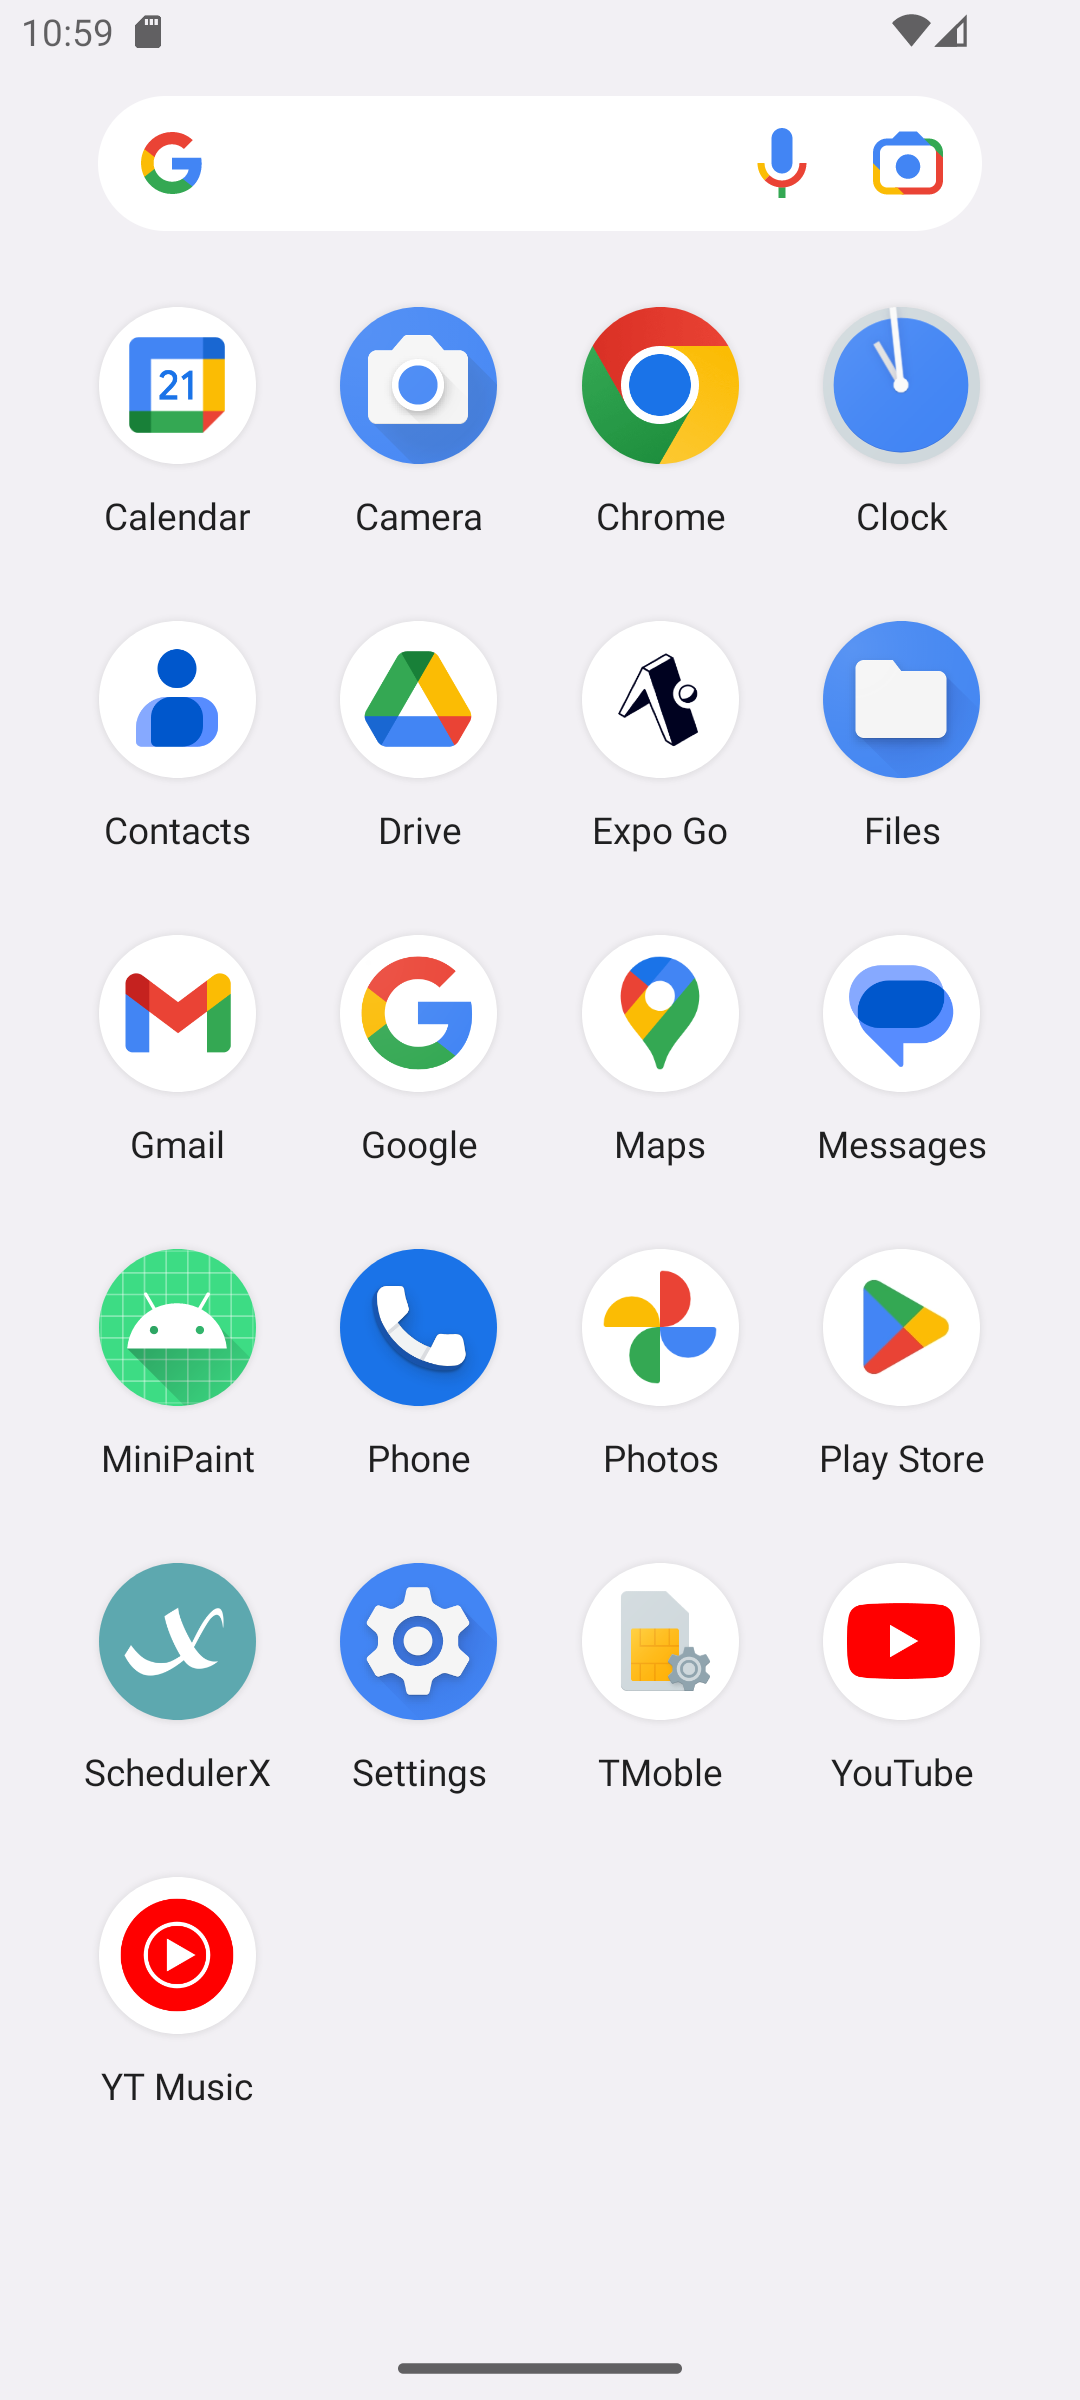 10:59
21
Calendar Camera Chrome Clock
Contacts Drive Expo Go Files
Gmail Google Maps Messages
MiniPaint Phone Photos Play Store
SchedulerX Settings TMoble YouTube
YT Music